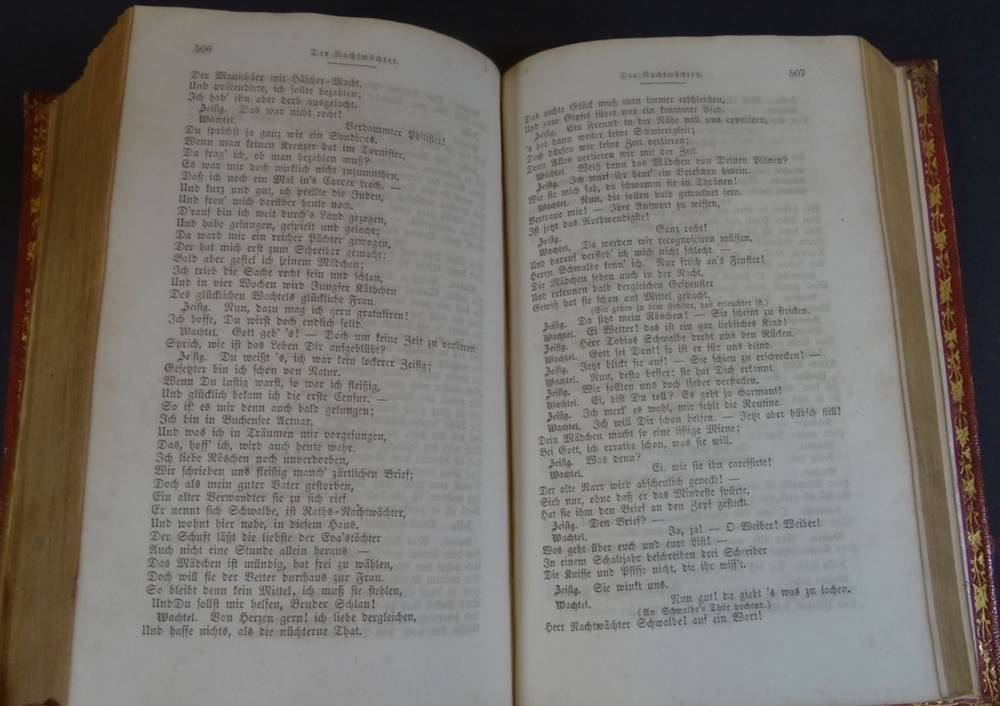 506
Der Nachtwächter.
Der Manichäer mit Häscher-Macht,
Und prätendirte, ich sollte bezahlen;
Ich hab' ihn aber derb ausgelacht.
Zeisig. Das war nicht recht!
Wachtel. Verdammter Philister!
Du sprichst ja ganz wie ein Syndicus.
Wenn man keinen Kreuzer hat im Tornister,
Da frag' ich, ob man bezahlen muß?
Es war mir doch wirklich nicht zuzumuthen,
Daß ich noch ein Mal in's Carcer kroch. —
Und kurz und gut, ich prellte die Juden,
Und freu' mich darüber heute noch.
D'rauf bin ich weit durch's Land gezogen,
Und habe gesungen, gespielt und gelacht;
Da ward mir ein reicher Pächter gewogen,
Der hat mich erst zum Schreiber gemacht;
Bald aber gefiel ich seinem Mädchen;
Ich trieb die Sache recht fein und schlau,
Und in vier Wochen wird Jungfer Käthchen
Des glücklichen Wachtels glückliche Frau.
Zeisig. Nun, dazu mag ich gern gratuliren!
Ich hoffe, Du wirst doch endlich solid.
Wachtel. Gott geb' 's! — Doch um keine Zeit zu verlieren:
Sprich, wie ist das Leben Dir aufgeblüht?
Zeisig. Du weißt 's, ich war kein lockerer Zeisig;
Gesetzter bin ich schon von Natur.
Wenn Du lustig warst, so war ich fleißig,
Und glücklich bekam ich die erste Censur. —
So ist es mir denn auch bald gelungen;
Ich bin in Buchensee Actuar,
Und was ich in Träumen mir vorgesungen,
Das, hoff' ich, wird auch heute wahr.
Ich liebe Röschen noch unverdorben,
Wir schrieben uns fleißig manch' zärtlichen Brief;
Doch als mein guter Vater gestorben,
Ein alter Verwandter sie zu sich rief.
Er nennt sich Schwalbe, ist Raths-Nachtwächter,
Und wohnt hier nahe, in diesem Haus.
Der Schuft läßt die liebste der Eva'stöchter
Auch nicht eine Stunde allein heraus —
Das Mädchen ist mündig, hat frei zu wählen,
Doch will sie der Vetter durchaus zur Frau.
So bleibt denn kein Mittel, ich muß sie stehlen,
UndDu sollst mir helfen, Bruder Schlau!
Wachtel. Von Herzen gern! ich liebe dergleichen,
Und hasse nichts, als die nüchterne That.
Der Nachtwächter.
507
Das rechte Glück muß man immer erschleichen,
Und zum Gipfel führt nur ein krummer Pfad.
Zeisig. Ein Freund in der Nähe will uns copuliren,
's hat dann weiter keine Schwierigkeit;
Doch dürfen wir keine Zeit verlieren;
Denn Alles verlieren wir mit der Zeit.
Wachtel. Weiß denn das Mädchen von Deinen Plänen?
Zeisig. Ich warf ihr heut' ein Briefchen hinein.
Wie sie mich sah, da schwamm sie in Thränen!
Wachtel. Nun, die sollen bald getrocknet sein.
Vertraue mir! — Ihre Antwort zu wissen,
Ist jetzt das Nothwendigste!
Zeisig. Ganz recht!
Wachtel. Da werden wir recognosciren müssen,
Und darauf versteh' ich mich nicht schlecht —
Herrn Schwalbe kenn' ich. Nur frisch an's Fenster!
Die Mädchen sehen auch in der Nacht,
Und erkennen bald dergleichen Gespenster
Gewiß hat sie schon auf Mittel gedacht.
(Sie gehen zu dem Fenster, das erleuchtet ist.)
Zeisig. Da sitzt mein Röschen! — Sie scheint zu stricken.
Wachtel. Ei Wetter! das ist ein gar liebliches Kind!
Zeisig. Herr Tobias Schwalbe dreht uns den Rücken.
Wachtel. Gott sei Dank! so ist er für uns blind.
Zeisig. Jetzt blickt sie auf! — Sie schien zu erschrecken! —
Wachtel. Nun, desto besser; sie hat Dich erkannt.
Zeisig. Wir sollten uns doch lieber verstecken.
Wachtel. Ei, bist Du toll? Es geht ja charmant!
Zeisig. Ich merk' es wohl, mir fehlt die Routine.
Wachtel. Ich will Dir schon helfen. — Jetzt aber hübsch still!
Dein Mädchen macht so eine listige Miene;
Bei Gott, ich errathe schon, was sie will.
Zeisig. Was denn?
Wachtel. Ei, wie sie ihn caressirte!
Der alte Narr wird abscheulich geneckt! —
Sieh nur, ohne daß er das Mindeste spürte,
Hat sie ihm den Brief an den Zopf gesteckt.
Zeisig. Den Brief? —
Wachtel. Ja, ja! — O Weiber! Weiber!
Was geht über euch und eure List! —
In einem Schaltjahr beschreiben drei Schreiber
Die Kniffe und Pfiffe nicht, die ihr wiss't.
Zeisig. Sie winkt uns.
Wachtel. Nun gut! da giebt 's was zu lachen.
(An Schwalbe's Thür pochend.)
Herr Nachtwächter Schwalbe! auf ein Wort!